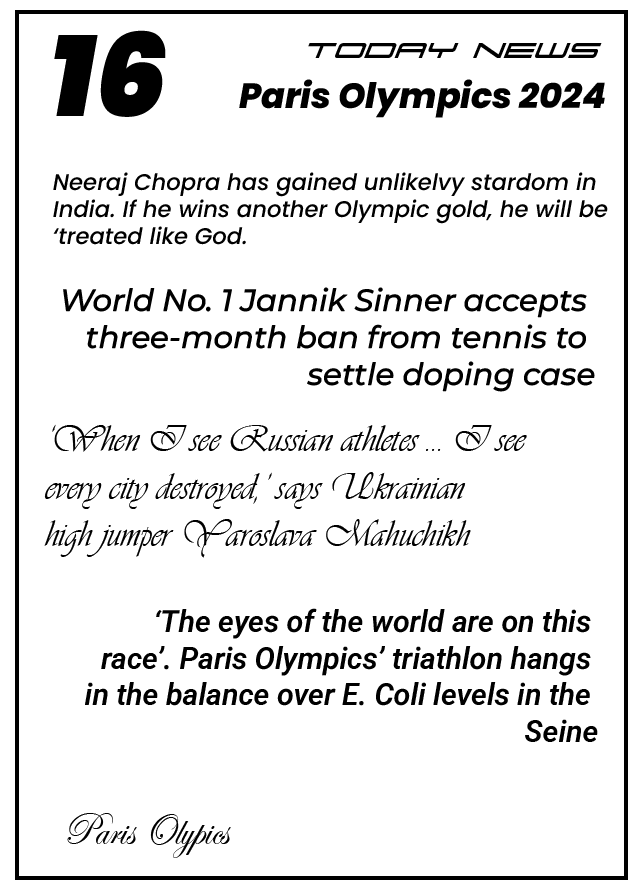 16
TODAY NEWS
Paris Olympics 2024
Neeraj Chopra has gained unlikelvy stardom in
India. If he wins another Olympic gold, he will be
‘treated like God.
World No. 1 Jannik Sinner accepts
three-month ban from tennis to
settle doping case
'When I see Russian athletes ... I see
every city destroyed,' says Ukrainian
high jumper Yaroslava Mahuchikh
‘The eyes of the world are on this
race’. Paris Olympics’ triathlon hangs
in the balance over E. Coli levels in the
Seine
Paris Olypics